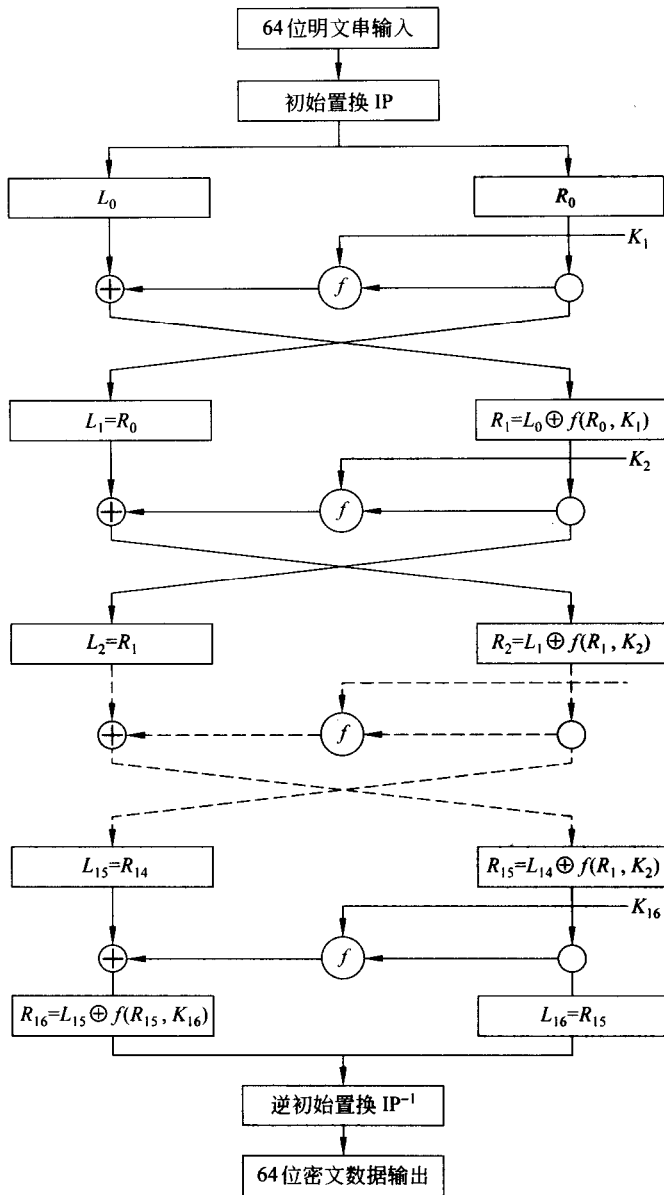 64位明文串输入
初始置换 IP
L₀
R₀
K₁
f
L₁=R₀
R₁=L₀⊕f(R₀, K₁)
K₂
f
L₂=R₁
R₂=L₁⊕f(R₁, K₂)
f
L₁₅=R₁₄
R₁₅=L₁₄⊕f(R₁, K₂)
K₁₆
f
R₁₆=L₁₅⊕f(R₁₅, K₁₆)
L₁₆=R₁₅
逆初始置换 IP⁻¹
64位密文数据输出